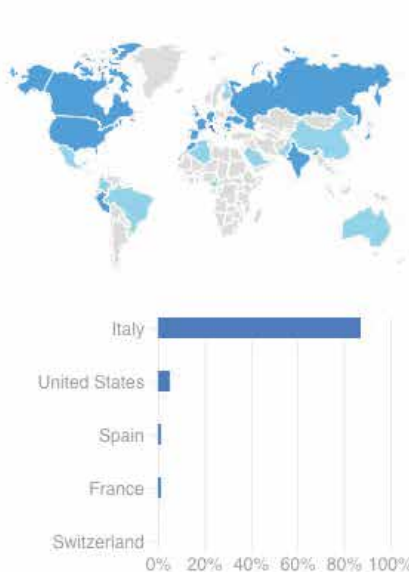 Italy
United States
Spain
France
Switzerland
0% 20% 40% 60% 80% 100%